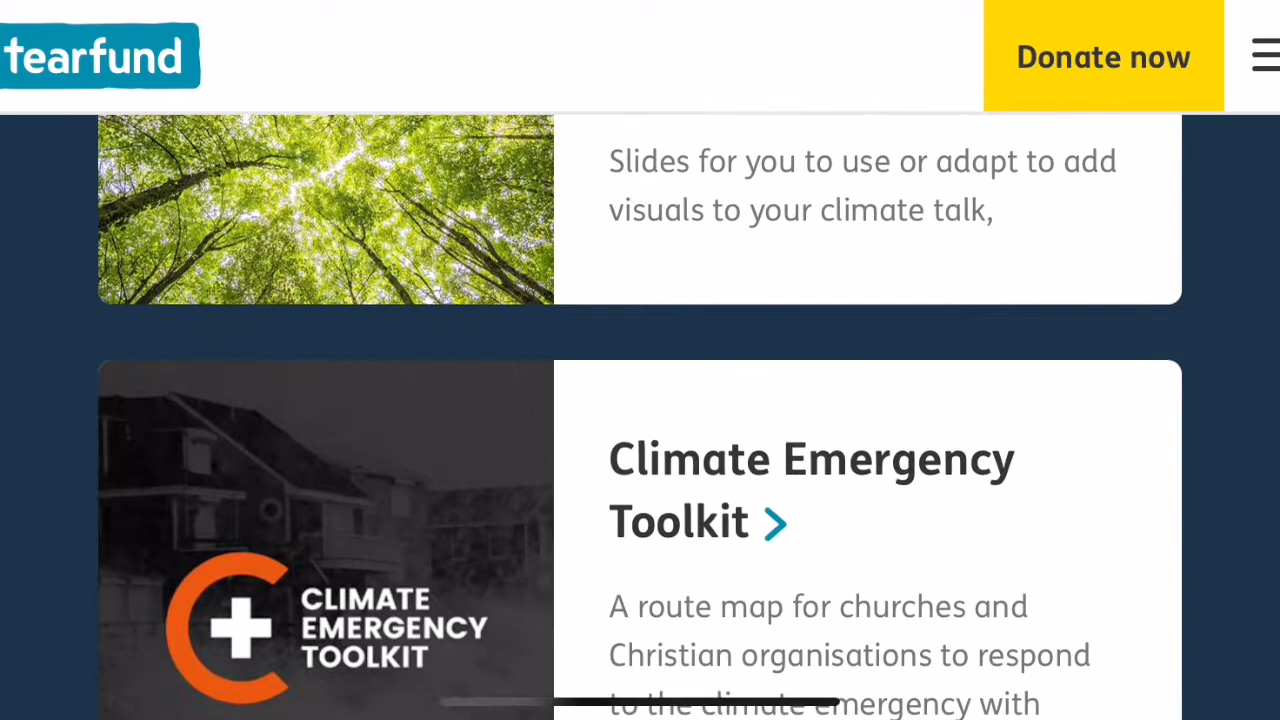 tearfund
Donate now
Slides for you to use or adapt to add
visuals to your climate talk,
CLIMATE
EMERGENCY
TOOLKIT
Climate Emergency
Toolkit
A route map for churches and
Christian organisations to respond
to the climate emergency with